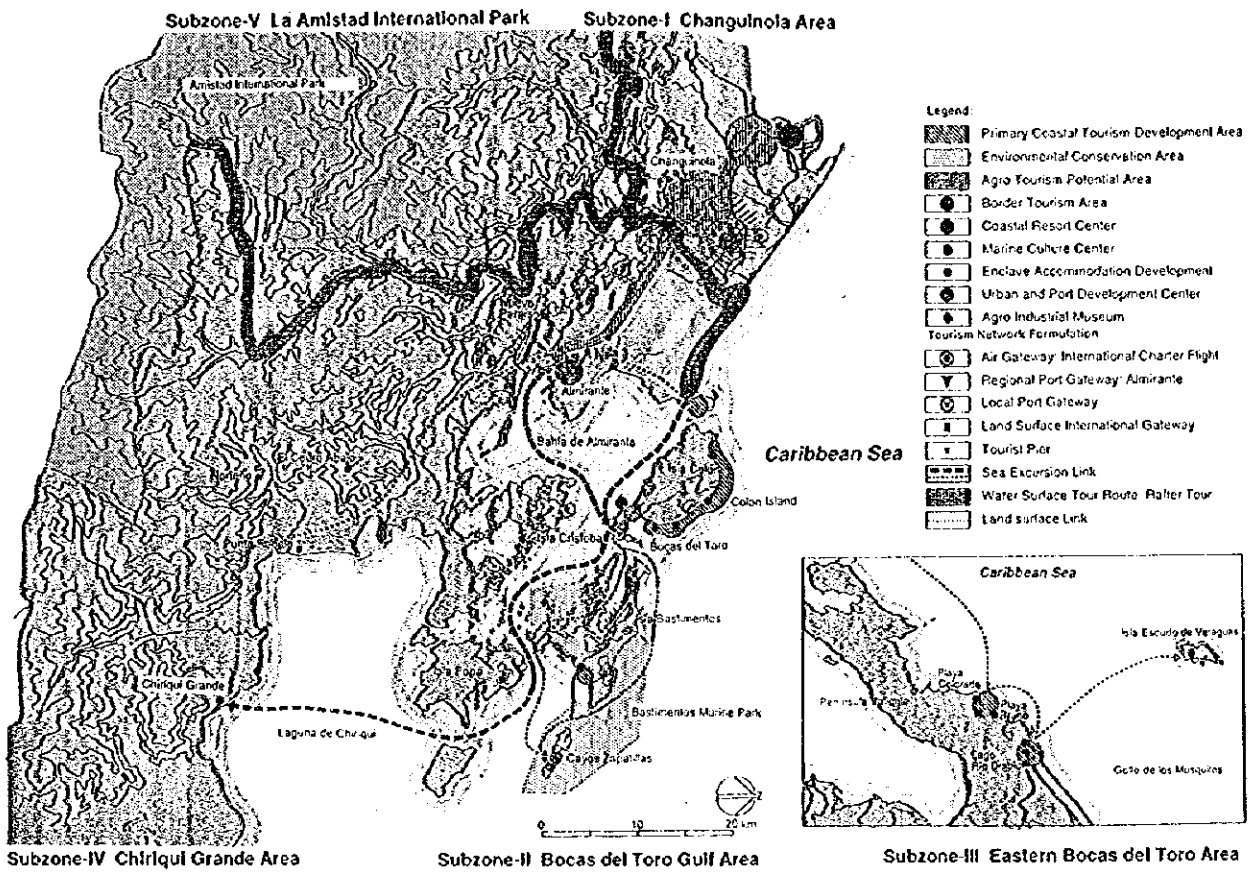 Subzone-V La Amistad International Park
Subzone-I Changuinola Area
Amistad International Park
Changuinola
Almirante
Bahía de Almirante
Isla Colon
Colon Island
Caribbean Sea
Isla Cristobal
Bocas del Toro
Bastimentos
Chiriqui Grande
Laguna de Chiriqui
Bastimentos Marine Park
Cayos Zapatillas
Z
0 10 20 km
Subzone-IV Chiriqui Grande Area
Subzone-II Bocas del Toro Gulf Area
Legend:
Primary Coastal Tourism Development Area
Environmental Conservation Area
Agro Tourism Potential Area
Border Tourism Area
Coastal Resort Center
Marine Culture Center
Enclave Accommodation Development
Urban and Port Development Center
Agro Industrial Museum
Tourism Network Formulation
Air Gateway: International Charter Flight
Regional Port Gateway: Almirante
Local Port Gateway
Land Surface International Gateway
Tourist Pier
Sea Excursion Link
Water Surface Tour Route: Rafter Tour
Land surface Link
Caribbean Sea
Isla Escudo de Veraguas
Playa
Peninsula
Playa
Golfo de los Mosquitos
Subzone-III Eastern Bocas del Toro Area